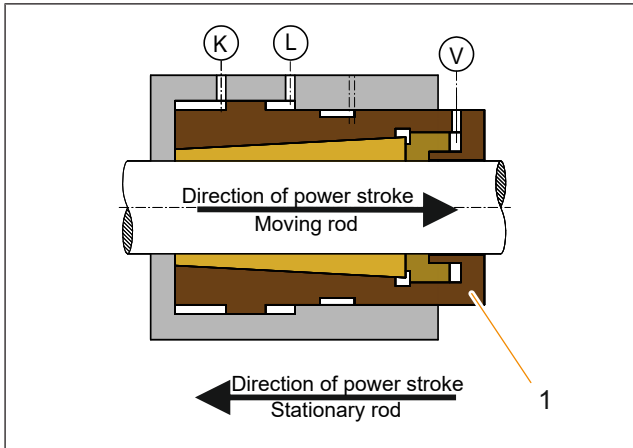 K L V
Direction of power stroke
Moving rod
Direction of power stroke
Stationary rod
1